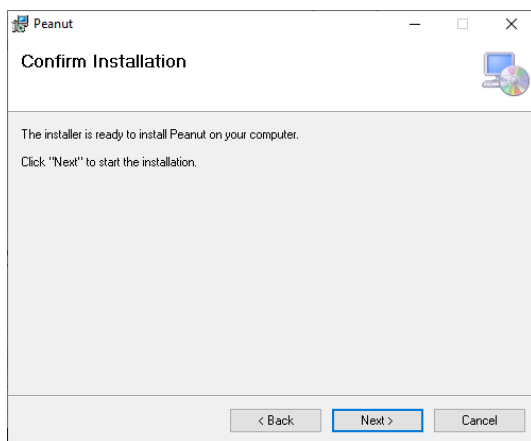 Peanut
Confirm Installation
The installer is ready to install Peanut on your computer.
Click "Next" to start the installation.
< Back
Next >
Cancel